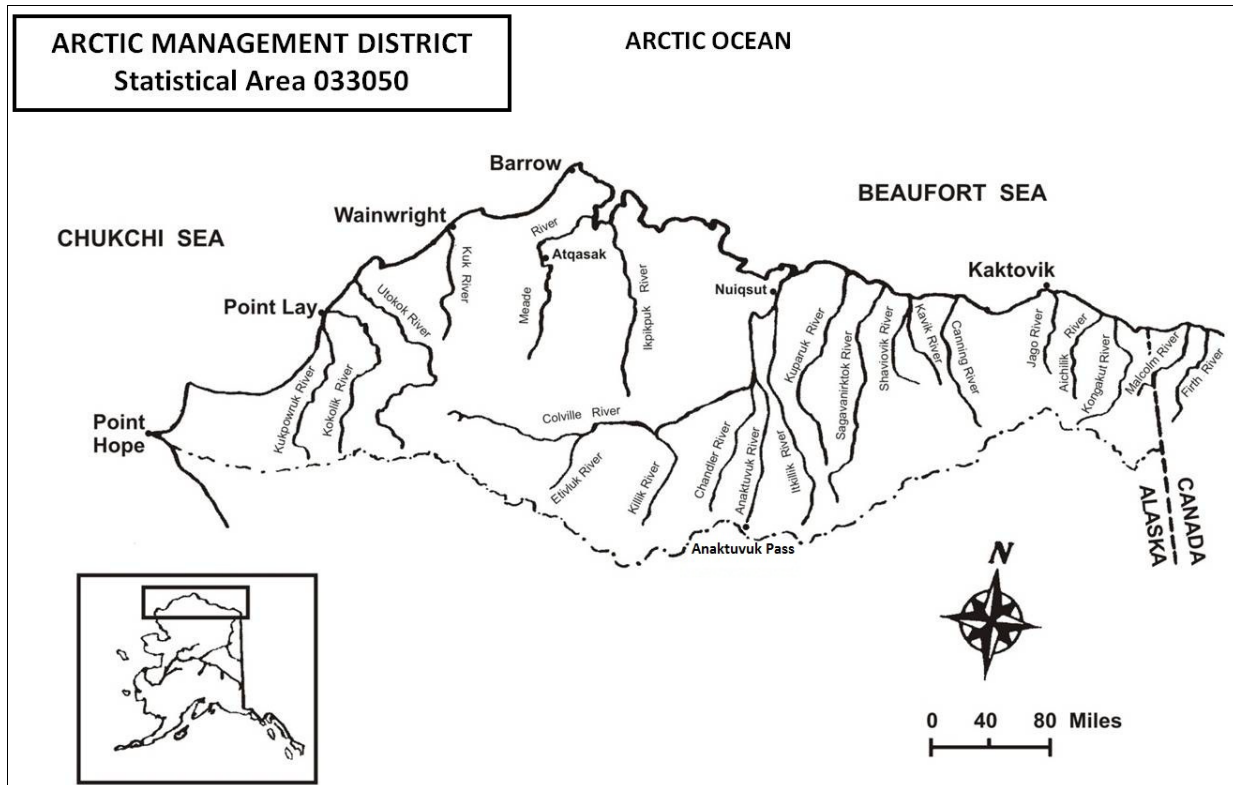 ARCTIC MANAGEMENT DISTRICT
Statistical Area 033050
ARCTIC OCEAN
Barrow
BEAUFORT SEA
Wainwright
CHUKCHI SEA
River
Meade
Atqasak
Kuk River
Ikpikpuk River
Kaktovik
Nuiqsut
Point Lay
Utokok River
Kuparuk River
Sagavanirktok River
Shaviovik River
Kavik River
Canning River
Jago River
Aichilik River
Kongakut River
Malcolm River
Firth River
Kukpowruk River
Kokolik River
Point
Hope
Colville River
Etivluk River
Killik River
Chandler River
Anaktuvuk River
Itkillik River
Anaktuvuk Pass
ALASKA
CANADA
N
0 40 80 Miles